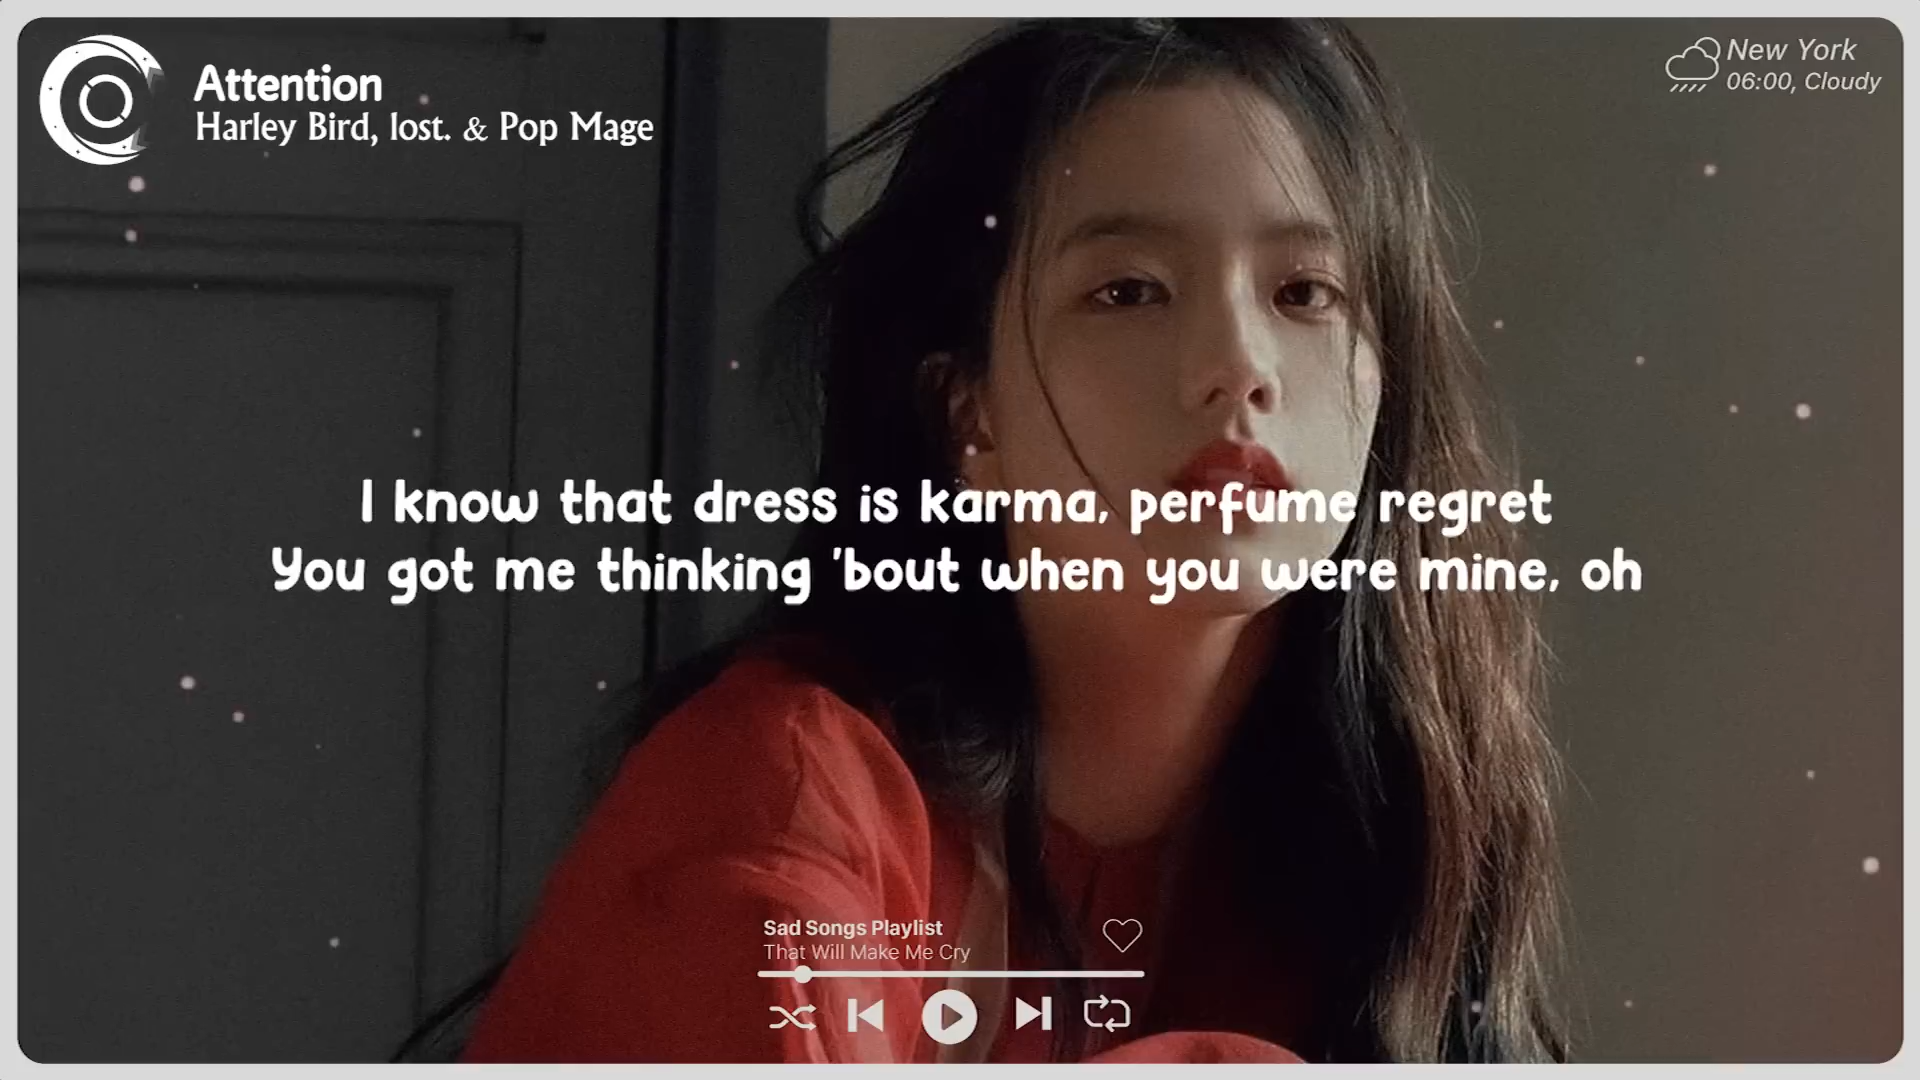 Attention
Harley Bird, lost. & Pop Mage
New York
06:00, Cloudy
I know that dress is karma, perfume regret
You got me thinking 'bout when you were mine, oh
Sad Songs Playlist
That Will Make Me Cry